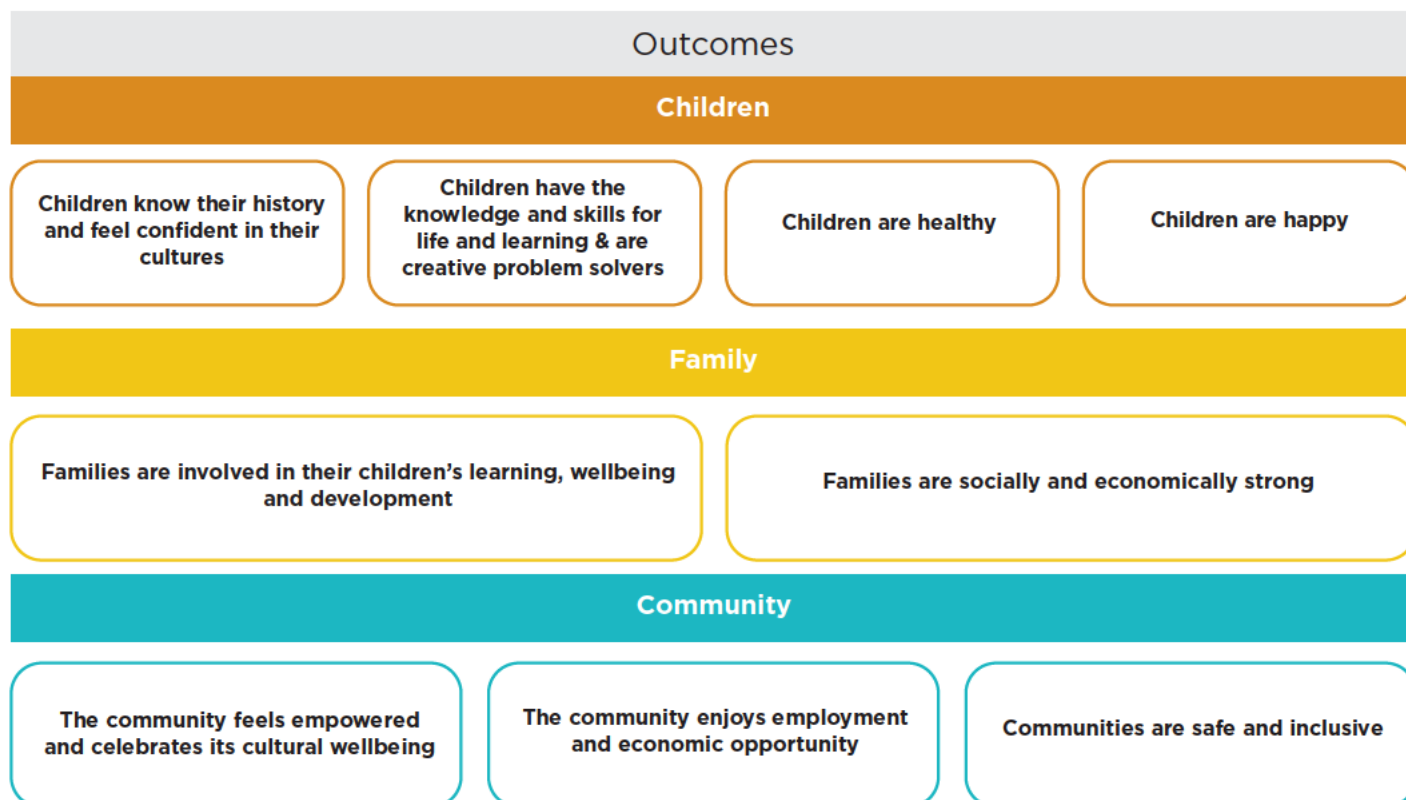 Outcomes
Children
Children know their history
and feel confident in their
cultures
Children have the
knowledge and skills for
life and learning & are
creative problem solvers
Children are healthy
Children are happy
Family
Families are involved in their children’s learning, wellbeing
and development
Families are socially and economically strong
Community
The community feels empowered
and celebrates its cultural wellbeing
The community enjoys employment
and economic opportunity
Communities are safe and inclusive